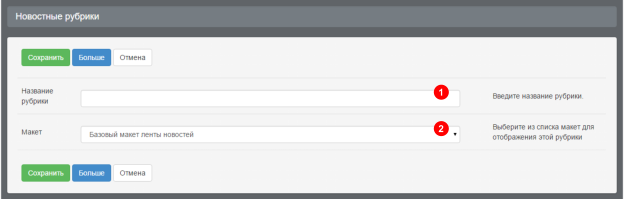 Новостные рубрики
Сохранить Больше Отмена
Название рубрики
1
Введите название рубрики.
Макет
Базовый макет ленты новостей
2
Выберите из списка макет для
отображения этой рубрики
Сохранить Больше Отмена